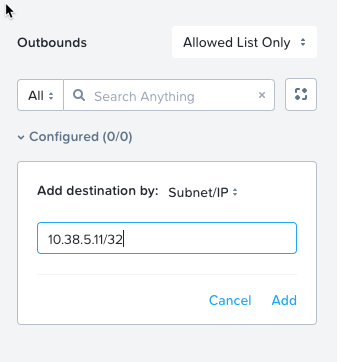 Outbounds
Allowed List Only
All
Search Anything
Configured (0/0)
Add destination by: Subnet/IP
10.38.5.11/32
Cancel Add